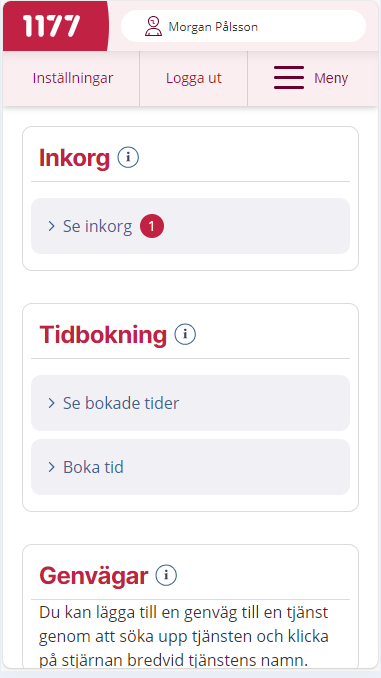 1177
Morgan Pålsson
Inställningar
Logga ut
Meny
Inkorg
Se inkorg 1
Tidbokning
Se bokade tider
Boka tid
Genvägar
Du kan lägga till en genväg till en tjänst
genom att söka upp tjänsten och klicka
på stjärnan bredvid tjänstens namn.